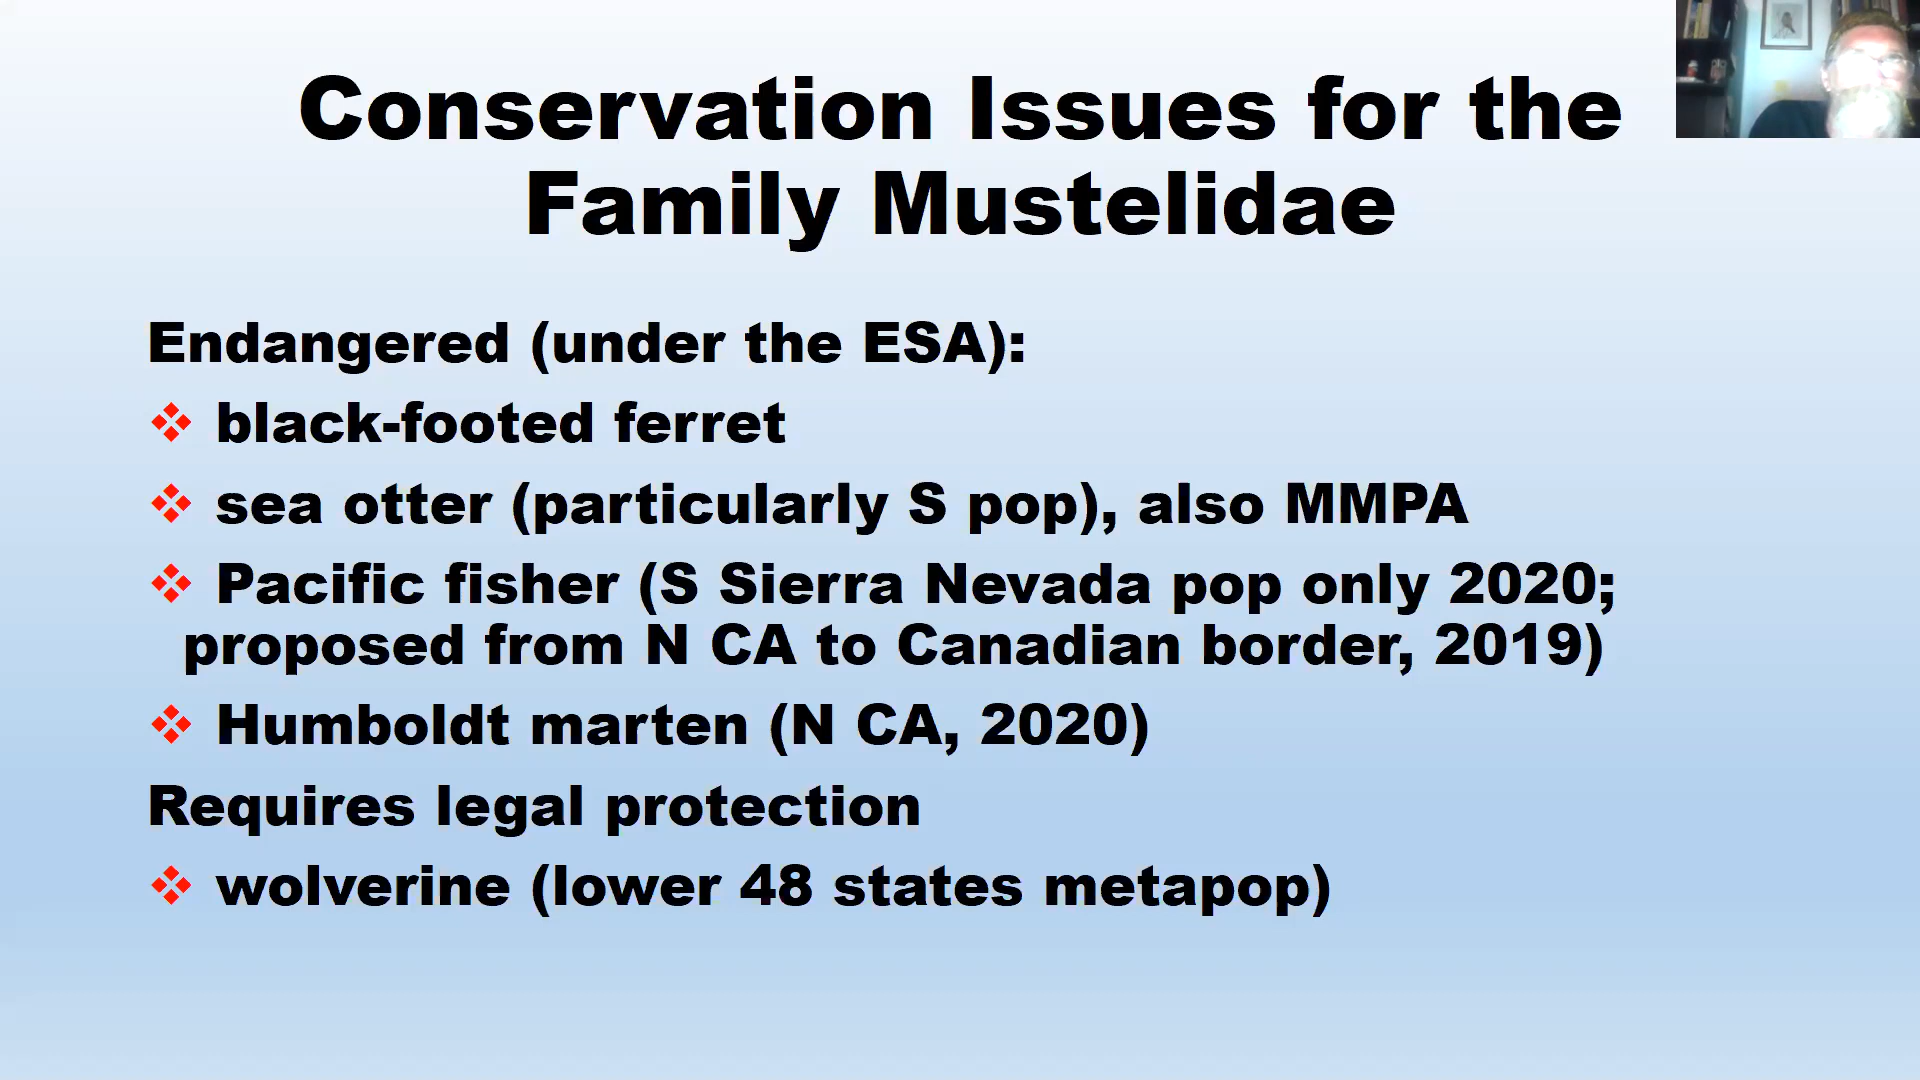 Conservation Issues for the
Family Mustelidae
Endangered (under the ESA):
❖ black-footed ferret
❖ sea otter (particularly S pop), also MMPA
❖ Pacific fisher (S Sierra Nevada pop only 2020;
proposed from N CA to Canadian border, 2019)
❖ Humboldt marten (N CA, 2020)
Requires legal protection
❖ wolverine (lower 48 states metapop)